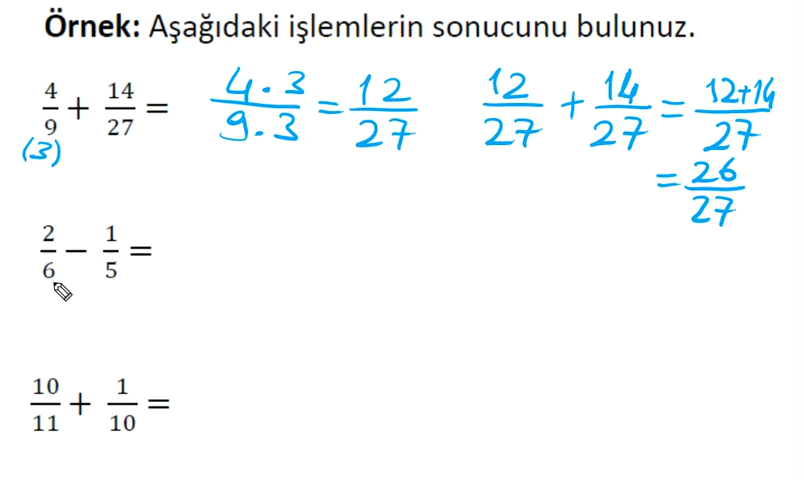 Örnek: Aşağıdaki işlemlerin sonucunu bulunuz.
4/9 + 14/27 = 4 . 3/9 . 3 = 12/27 12/27 + 14/27 = 12+14/27
(3)
= 26/27
2/6 − 1/5 =
10/11 + 1/10 =